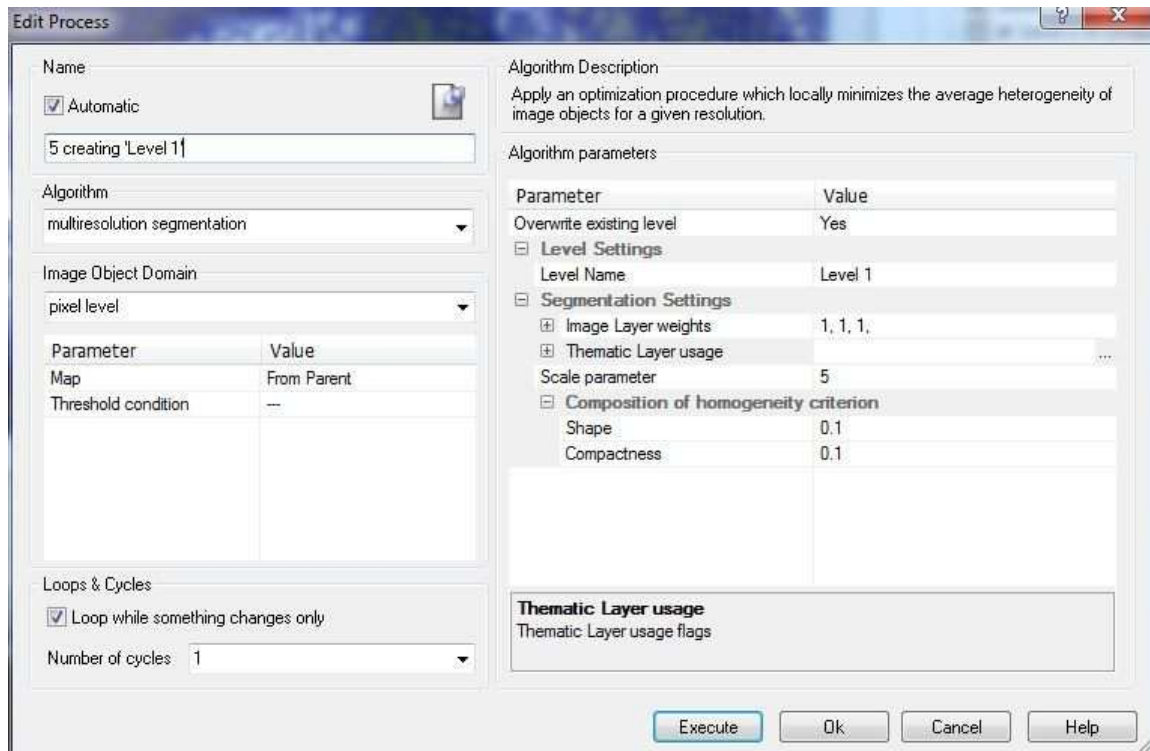 Edit Process
Name
Automatic
5 creating 'Level 1'
Algorithm
multiresolution segmentation
Image Object Domain
pixel level
Parameter Value
Map From Parent
Threshold condition ---
Loops & Cycles
Loop while something changes only
Number of cycles 1
Algorithm Description
Apply an optimization procedure which locally minimizes the average heterogeneity of
image objects for a given resolution.
Algorithm parameters
Parameter Value
Overwrite existing level Yes
Level Settings
Level Name Level 1
Segmentation Settings
Image Layer weights 1, 1, 1,
Thematic Layer usage ...
Scale parameter 5
Composition of homogeneity criterion
Shape 0.1
Compactness 0.1
Thematic Layer usage
Thematic Layer usage flags
Execute Ok Cancel Help